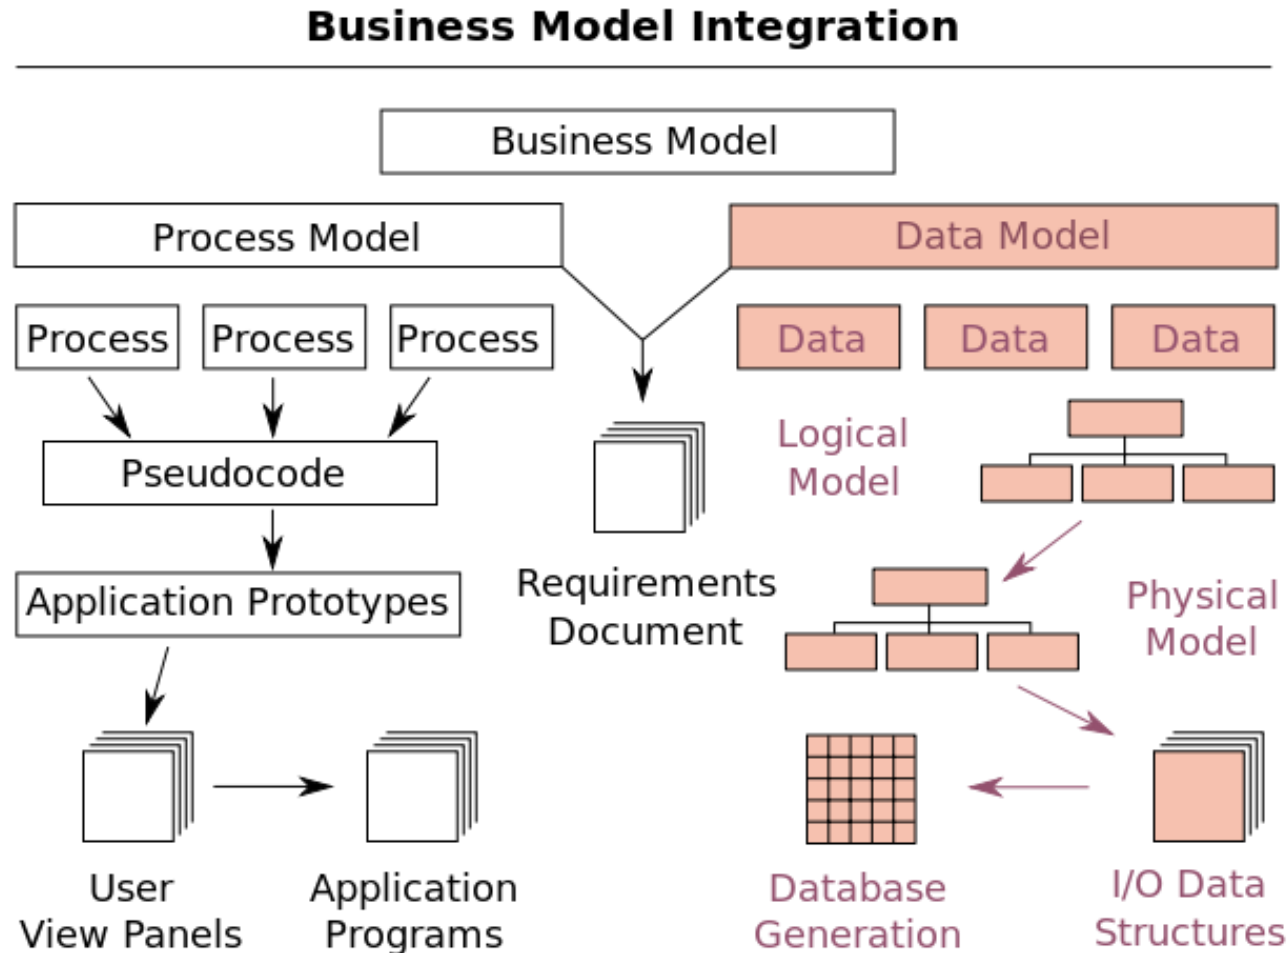 Business Model Integration
Business Model
Process Model
Data Model
Process
Process
Process
Data
Data
Data
Pseudocode
Logical
Model
Application Prototypes
Requirements
Document
Physical
Model
User
View Panels
Application
Programs
Database
Generation
I/O Data
Structures